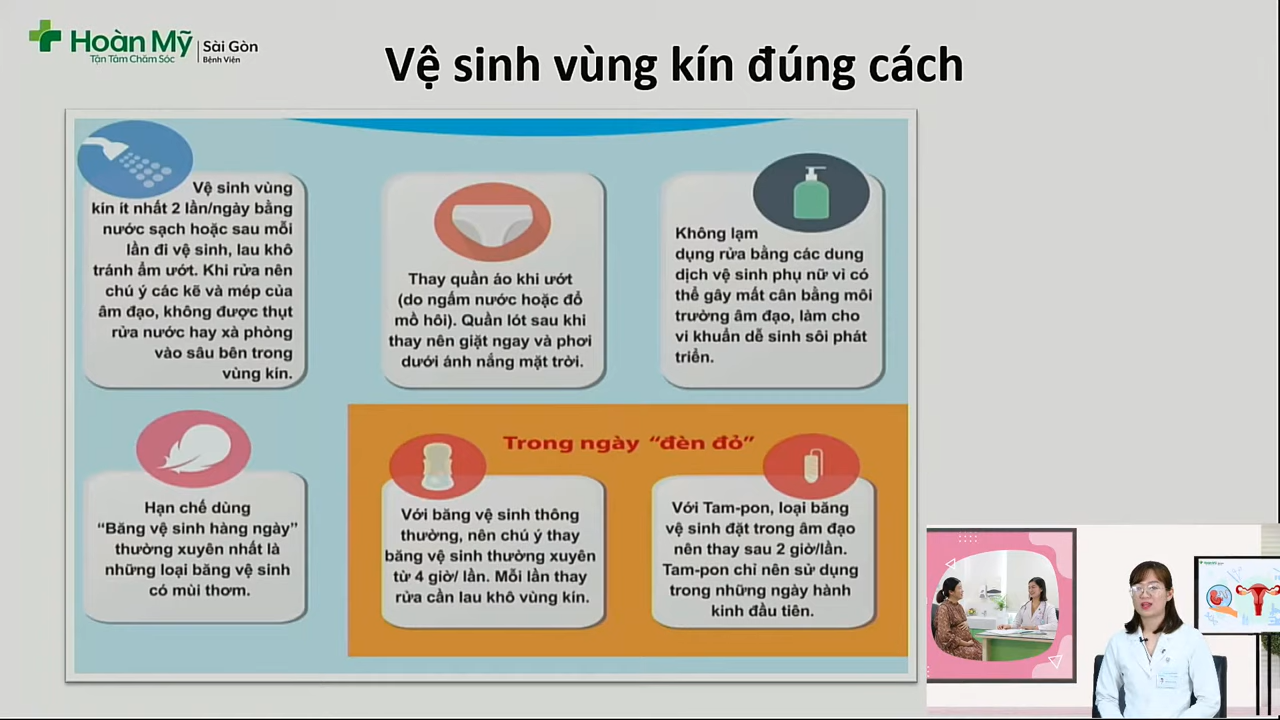 Hoàn Mỹ
Tận Tâm Chăm Sóc
Sài Gòn
Bệnh Viện
Vệ sinh vùng kín đúng cách
Vệ sinh vùng
kín ít nhất 2 lần/ngày bằng
nước sạch hoặc sau mỗi
lần đi vệ sinh, lau khô
tránh ẩm ướt. Khi rửa nên
chú ý các kẽ và mép của
âm đạo, không được thụt
rửa nước hay xà phòng
vào sâu bên trong
vùng kín.
Thay quần áo khi ướt
(do ngấm nước hoặc đổ
mồ hôi). Quần lót sau khi
thay nên giặt ngay và phơi
dưới ánh nắng mặt trời.
Không lạm
dụng rửa bằng các dung
dịch vệ sinh phụ nữ vì có
thể gây mất cân bằng môi
trường âm đạo, làm cho
vi khuẩn dễ sinh sôi phát
triển.
Hạn chế dùng
“Băng vệ sinh hàng ngày”
thường xuyên nhất là
những loại băng vệ sinh
có mùi thơm.
Trong ngày “đèn đỏ”
Với băng vệ sinh thông
thường, nên chú ý thay
băng vệ sinh thường xuyên
từ 4 giờ/ lần. Mỗi lần thay
rửa cần lau khô vùng kín.
Với Tam-pon, loại băng
vệ sinh đặt trong âm đạo
nên thay sau 2 giờ/lần.
Tam-pon chỉ nên sử dụng
trong những ngày hành
kinh đầu tiên.